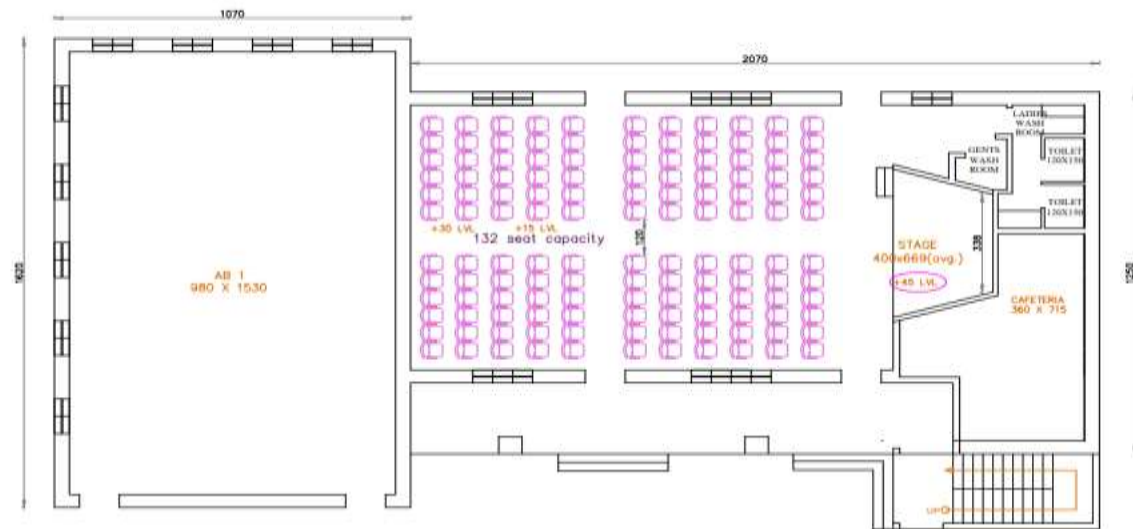 1070
2070
1620
AB 1
980 X 1530
+30 LVL
+15 LVL
132 seat capacity
120
LADIES
WASH
ROOM
GENTS
WASH
ROOM
TOILET
120X150
TOILET
120X150
STAGE
400x669(avg.)
+45 LVL
338
CAFETERIA
360 X 715
1250
UP